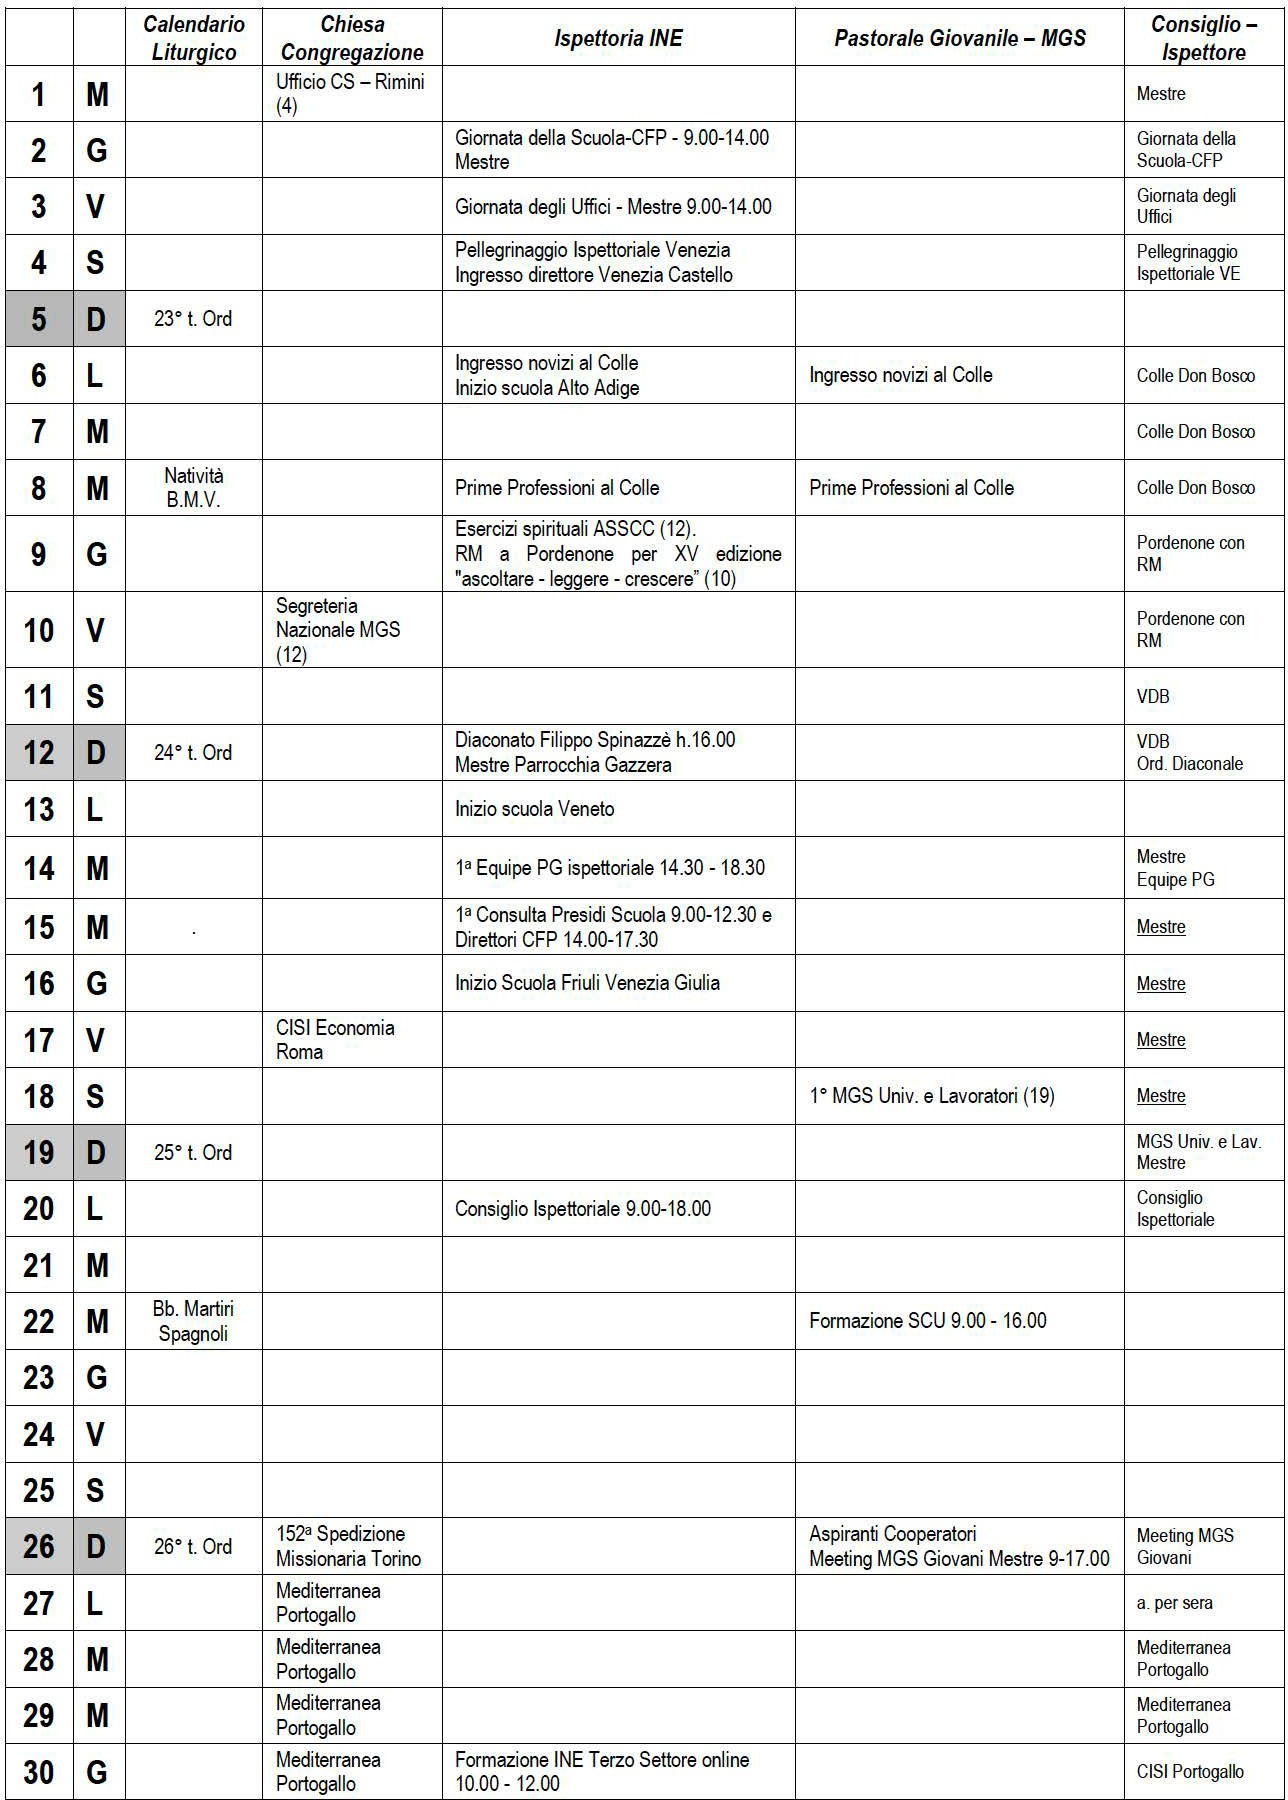 Calendario
Liturgico
Chiesa
Congregazione
Ispettoria INE
Pastorale Giovanile – MGS
Consiglio –
Ispettore
1 M
Ufficio CS – Rimini
(4)
Mestre
2 G
Giornata della Scuola-CFP - 9.00-14.00
Mestre
Giornata della
Scuola-CFP
3 V
Giornata degli Uffici - Mestre 9.00-14.00
Giornata degli
Uffici
4 S
Pellegrinaggio Ispettoriale Venezia
Ingresso direttore Venezia Castello
Pellegrinaggio
Ispettoriale VE
5 D
23° t. Ord
6 L
Ingresso novizi al Colle
Inizio scuola Alto Adige
Ingresso novizi al Colle
Colle Don Bosco
7 M
Colle Don Bosco
8 M
Natività
B.M.V.
Prime Professioni al Colle
Prime Professioni al Colle
Colle Don Bosco
9 G
Esercizi spirituali ASSCC (12).
RM a Pordenone per XV edizione
"ascoltare - leggere - crescere” (10)
Pordenone con
RM
10 V
Segreteria
Nazionale MGS
(12)
Pordenone con
RM
11 S
VDB
12 D
24° t. Ord
Diaconato Filippo Spinazzè h.16.00
Mestre Parrocchia Gazzera
VDB
Ord. Diaconale
13 L
Inizio scuola Veneto
14 M
1ª Equipe PG ispettoriale 14.30 - 18.30
Mestre
Equipe PG
15 M
.
1ª Consulta Presidi Scuola 9.00-12.30 e
Direttori CFP 14.00-17.30
Mestre
16 G
Inizio Scuola Friuli Venezia Giulia
Mestre
17 V
CISI Economia
Roma
Mestre
18 S
1° MGS Univ. e Lavoratori (19)
Mestre
19 D
25° t. Ord
MGS Univ. e Lav.
Mestre
20 L
Consiglio Ispettoriale 9.00-18.00
Consiglio
Ispettoriale
21 M
22 M
Bb. Martiri
Spagnoli
Formazione SCU 9.00 - 16.00
23 G
24 V
25 S
26 D
26° t. Ord
152ª Spedizione
Missionaria Torino
Aspiranti Cooperatori
Meeting MGS Giovani Mestre 9-17.00
Meeting MGS
Giovani
27 L
Mediterranea
Portogallo
a. per sera
28 M
Mediterranea
Portogallo
Mediterranea
Portogallo
29 M
Mediterranea
Portogallo
Mediterranea
Portogallo
30 G
Mediterranea
Portogallo
Formazione INE Terzo Settore online
10.00 - 12.00
CISI Portogallo